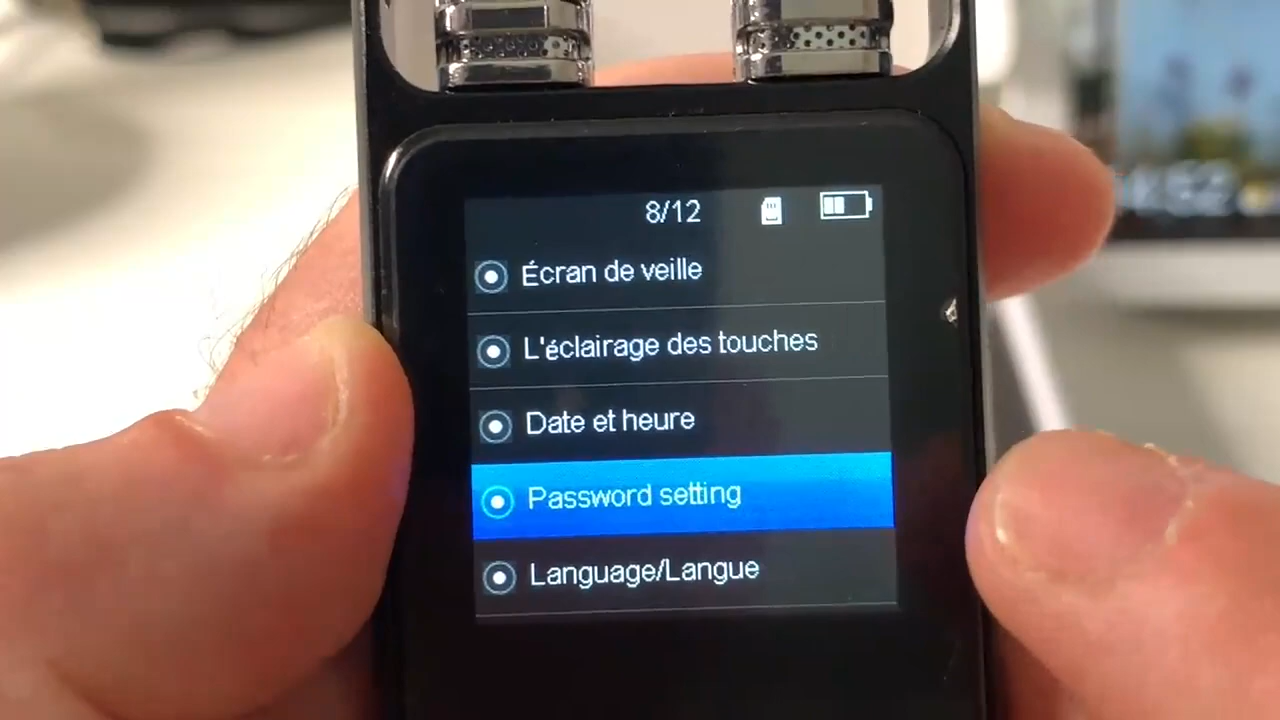 8/12
Écran de veille
L'éclairage des touches
Date et heure
Password setting
Language/Langue